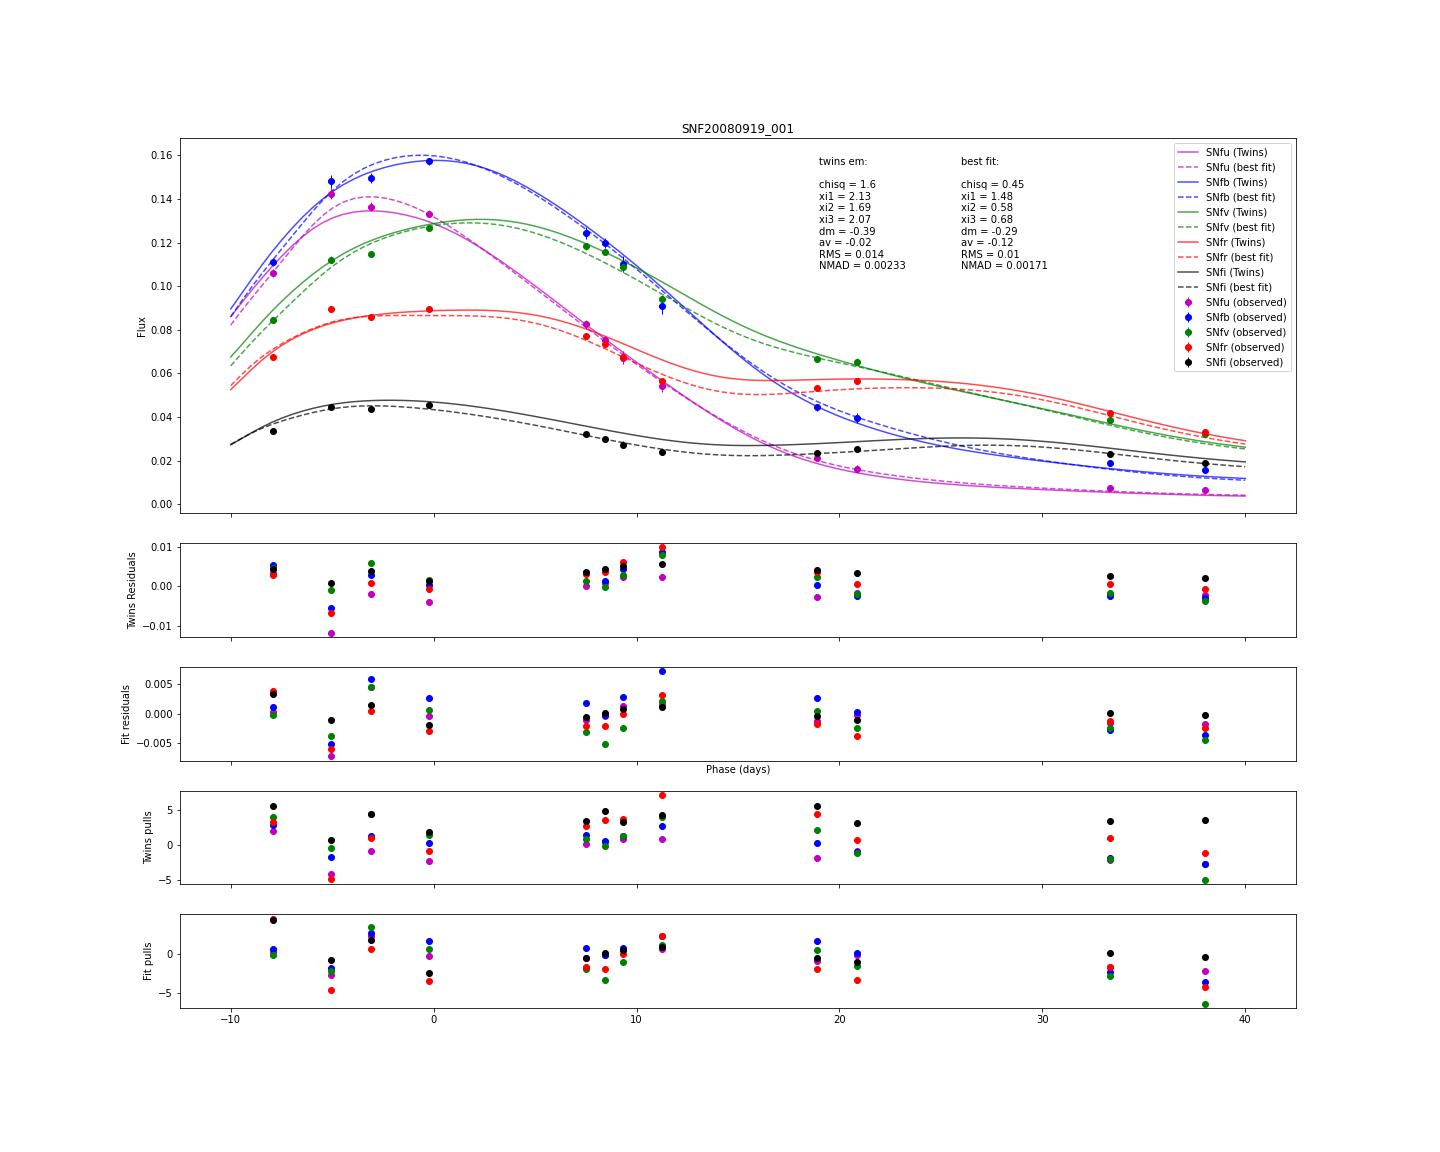 SNF20080919_001
Flux
0.16
0.14
0.12
0.10
0.08
0.06
0.04
0.02
0.00
twins em:
chisq = 1.6
xi1 = 2.13
xi2 = 1.69
xi3 = 2.07
dm = -0.39
av = -0.02
RMS = 0.014
NMAD = 0.00233
best fit:
chisq = 0.45
xi1 = 1.48
xi2 = 0.58
xi3 = 0.68
dm = -0.29
av = -0.12
RMS = 0.01
NMAD = 0.00171
SNfu (Twins)
SNfu (best fit)
SNfb (Twins)
SNfb (best fit)
SNfv (Twins)
SNfv (best fit)
SNfr (Twins)
SNfr (best fit)
SNfi (Twins)
SNfi (best fit)
SNfu (observed)
SNfb (observed)
SNfv (observed)
SNfr (observed)
SNfi (observed)
Twins Residuals
0.01
0.00
−0.01
Fit residuals
0.005
0.000
−0.005
Phase (days)
Twins pulls
5
0
−5
Fit pulls
0
−5
−10
0
10
20
30
40